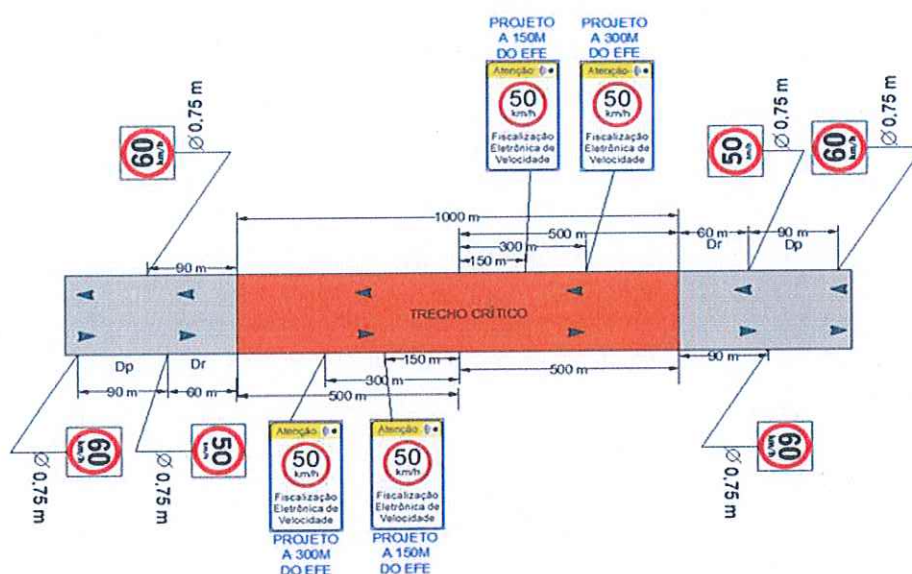 PROJETO
A 150M
DO EFE
PROJETO
A 300M
DO EFE
Atenção
50
km/h
Fiscalização
Eletrônica de
Velocidade
Atenção
50
km/h
Fiscalização
Eletrônica de
Velocidade
60
km/h
Ø 0,75 m
50
km/h
Ø 0,75 m
60
km/h
Ø 0,75 m
1000 m
500 m
300 m
150 m
60 m
Dr
90 m
Dp
90 m
TRECHO CRÍTICO
Dp
90 m
Dr
60 m
150 m
300 m
500 m
500 m
90 m
60
km/h
Ø 0,75 m
50
km/h
Ø 0,75 m
Atenção
50
km/h
Fiscalização
Eletrônica de
Velocidade
PROJETO
A 300M
DO EFE
Atenção
50
km/h
Fiscalização
Eletrônica de
Velocidade
PROJETO
A 150M
DO EFE
60
km/h
Ø 0,75 m